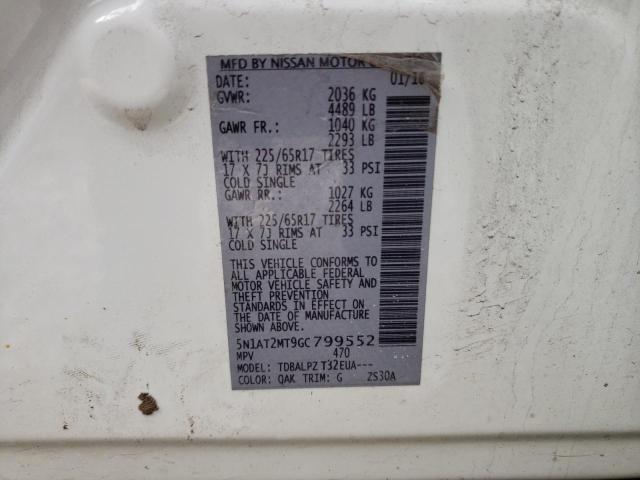 MFD BY NISSAN MOTOR
DATE: 01/16
GVWR: 2036 KG
4489 LB
GAWR FR.: 1040 KG
2293 LB
WITH 225/65R17 TIRES
17 X 7J RIMS AT 33 PSI
COLD SINGLE
GAWR RR.: 1027 KG
2264 LB
WITH 225/65R17 TIRES
17 X 7J RIMS AT 33 PSI
COLD SINGLE
THIS VEHICLE CONFORMS TO
ALL APPLICABLE FEDERAL
MOTOR VEHICLE SAFETY AND
THEFT PREVENTION
STANDARDS IN EFFECT ON
THE DATE OF MANUFACTURE
SHOWN ABOVE.
5N1AT2MT9GC799552
MPV 470
MODEL: TDBALPZ T32EUA---
COLOR: QAK TRIM: G ZS30A